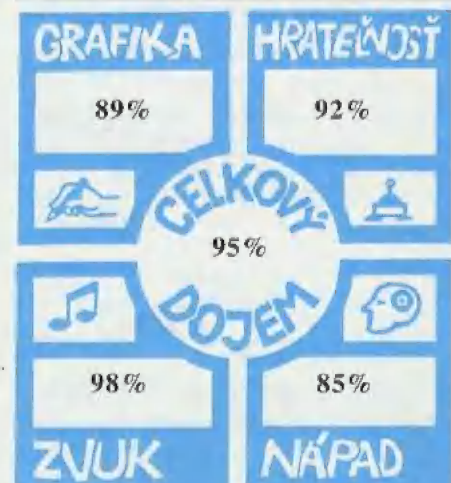 GRAFIKA
HRATEĽNOSŤ
89%
92%
CELKOVÝ
95%
DOJEM
98%
85%
ZVUK
NÁPAD